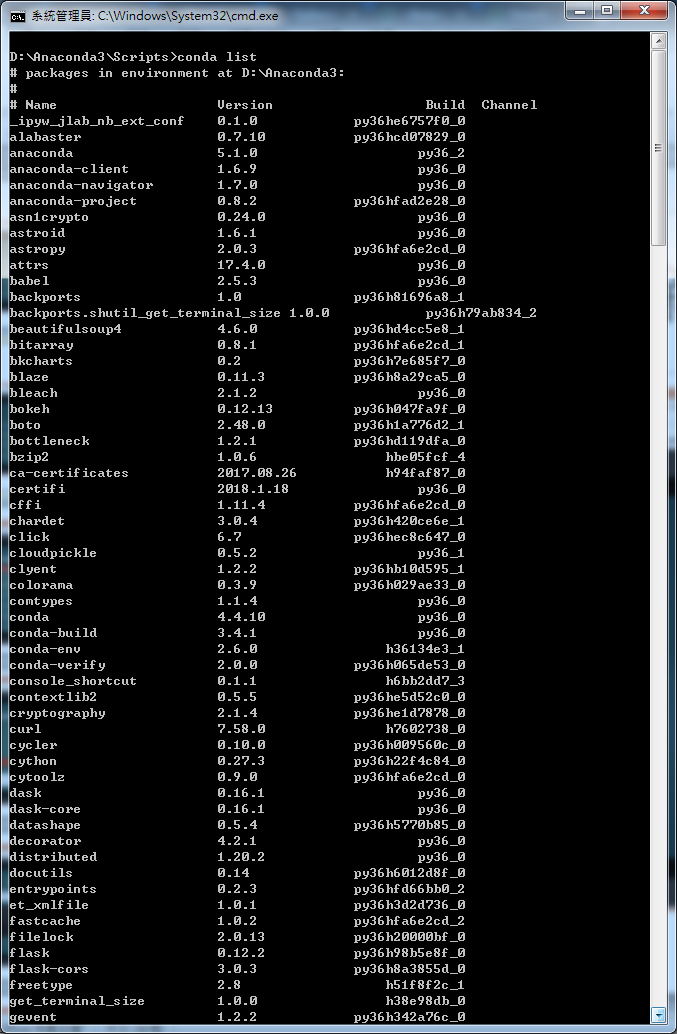 系統管理員: C:\Windows\System32\cmd.exe
D:\Anaconda3\Scripts>conda list
# packages in environment at D:\Anaconda3:
#
# Name                    Version                   Build  Channel
_ipyw_jlab_nb_ext_conf    0.1.0            py36he6757f0_0
alabaster                 0.7.10           py36hcd07829_0
anaconda                  5.1.0                    py36_2
anaconda-client           1.6.9                    py36_0
anaconda-navigator        1.7.0                    py36_0
anaconda-project          0.8.2            py36hfad2e28_0
asn1crypto                0.24.0                   py36_0
astroid                   1.6.1                    py36_0
astropy                   2.0.3            py36hfa6e2cd_0
attrs                     17.4.0                   py36_0
babel                     2.5.3                    py36_0
backports                 1.0              py36h81696a8_1
backports.shutil_get_terminal_size 1.0.0            py36h79ab834_2
beautifulsoup4            4.6.0            py36hd4cc5e8_1
bitarray                  0.8.1            py36hfa6e2cd_1
bkcharts                  0.2              py36h7e685f7_0
blaze                     0.11.3           py36h8a29ca5_0
bleach                    2.1.2                    py36_0
bokeh                     0.12.13          py36h047fa9f_0
boto                      2.48.0           py36h1a776d2_1
bottleneck                1.2.1            py36hd119dfa_0
bzip2                     1.0.6                hbe05fcf_4
ca-certificates           2017.08.26           h94faf87_0
certifi                   2018.1.18                py36_0
cffi                      1.11.4           py36hfa6e2cd_0
chardet                   3.0.4            py36h420ce6e_1
click                     6.7              py36hec8c647_0
cloudpickle               0.5.2                    py36_1
clyent                    1.2.2            py36hb10d595_1
colorama                  0.3.9            py36h029ae33_0
comtypes                  1.1.4                    py36_0
conda                     4.4.10                   py36_0
conda-build               3.4.1                    py36_0
conda-env                 2.6.0                h36134e3_1
conda-verify              2.0.0            py36h065de53_0
console_shortcut          0.1.1                h6bb2dd7_3
contextlib2               0.5.5            py36he5d52c0_0
cryptography              2.1.4            py36he1d7878_0
curl                      7.58.0               h7602738_0
cycler                    0.10.0           py36h009560c_0
cython                    0.27.3           py36h22f4c84_0
cytoolz                   0.9.0            py36hfa6e2cd_0
dask                      0.16.1                   py36_0
dask-core                 0.16.1                   py36_0
datashape                 0.5.4            py36h5770b85_0
decorator                 4.2.1                    py36_0
distributed               1.20.2                   py36_0
docutils                  0.14             py36h6012d8f_0
entrypoints               0.2.3            py36hfd66bb0_2
et_xmlfile                1.0.1            py36h3d2d736_0
fastcache                 1.0.2            py36hfa6e2cd_2
filelock                  2.0.13           py36h20000bf_0
flask                     0.12.2           py36h98b5e8f_0
flask-cors                3.0.3            py36h8a3855d_0
freetype                  2.8                  h51f8f2c_1
get_terminal_size         1.0.0                h38e98db_0
gevent                    1.2.2            py36h342a76c_0